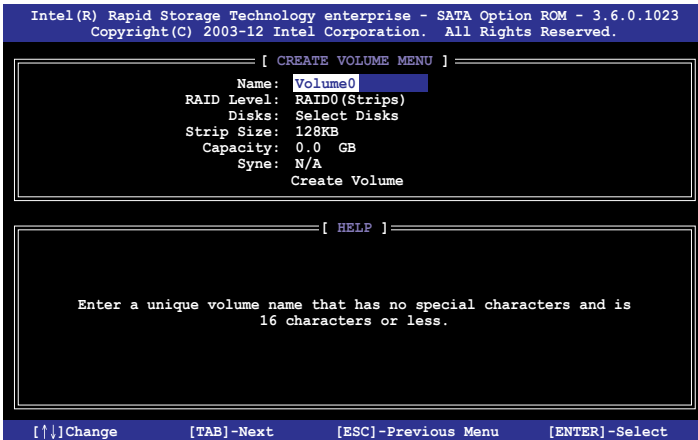 Intel(R) Rapid Storage Technology enterprise - SATA Option ROM - 3.6.0.1023
Copyright(C) 2003-12 Intel Corporation. All Rights Reserved.
[ CREATE VOLUME MENU ]
Name: Volume0
RAID Level: RAID0(Strips)
Disks: Select Disks
Strip Size: 128KB
Capacity: 0.0 GB
Syne: N/A
Create Volume
[ HELP ]
Enter a unique volume name that has no special characters and is
16 characters or less.
[↑↓]Change [TAB]-Next [ESC]-Previous Menu [ENTER]-Select